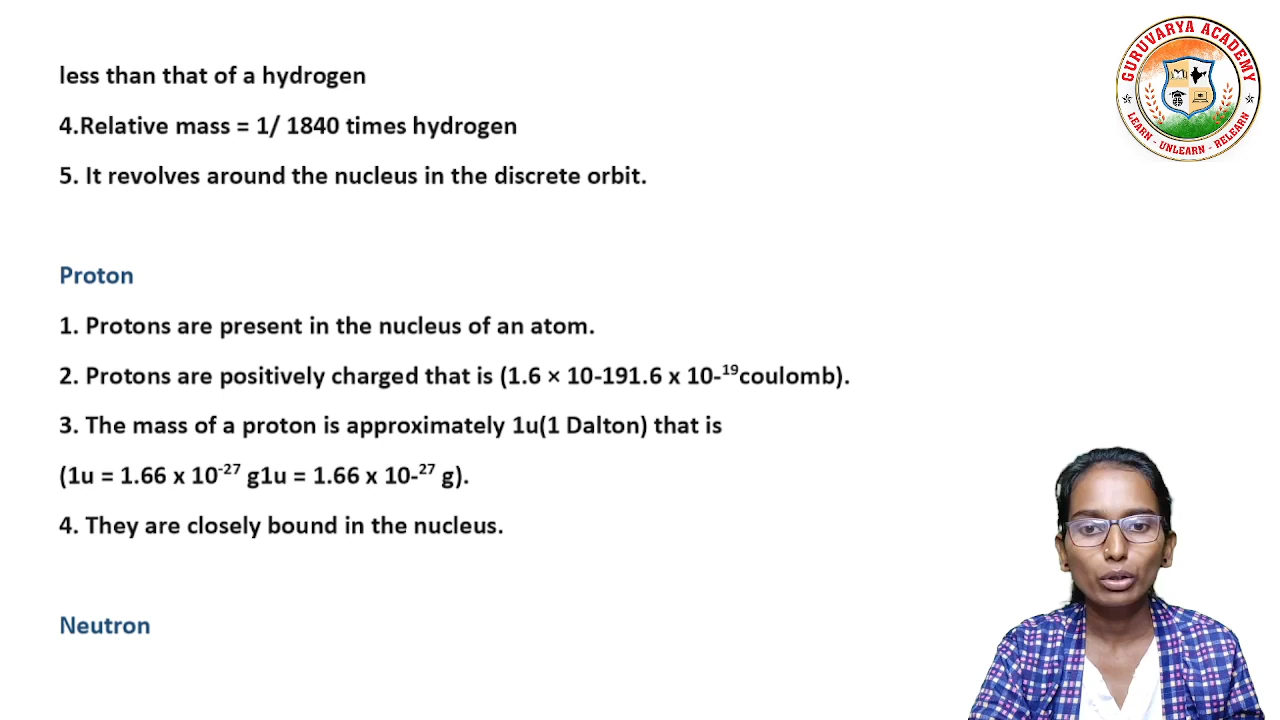 GURUVARYA ACADEMY
LEARN - UNLEARN - RELEARN
less than that of a hydrogen
4.Relative mass = 1/ 1840 times hydrogen
5. It revolves around the nucleus in the discrete orbit.
Proton
1. Protons are present in the nucleus of an atom.
2. Protons are positively charged that is (1.6 × 10-191.6 x 10-¹⁹coulomb).
3. The mass of a proton is approximately 1u(1 Dalton) that is
(1u = 1.66 x 10⁻²⁷ g1u = 1.66 x 10-²⁷ g).
4. They are closely bound in the nucleus.
Neutron